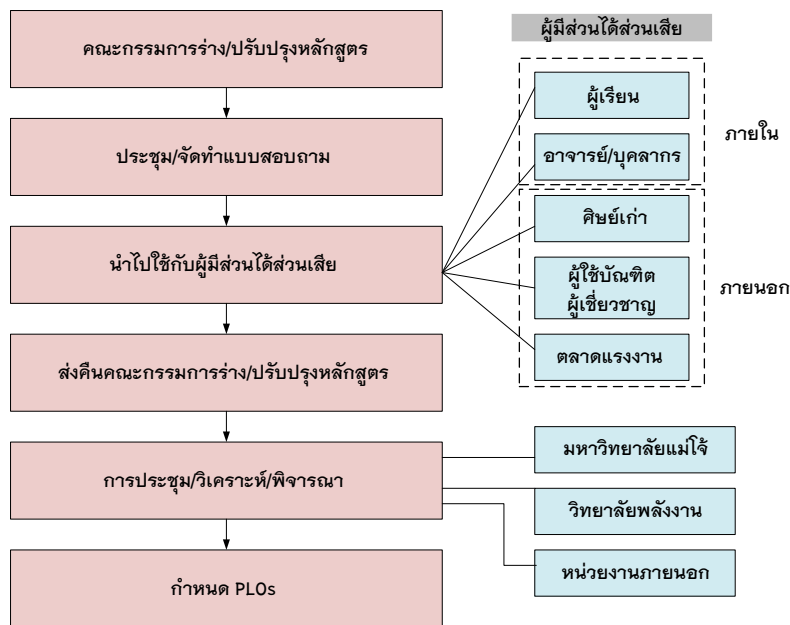 คณะกรรมการร่าง/ปรับปรุงหลักสูตร
ประชุม/จัดทำแบบสอบถาม
นำไปใช้กับผู้มีส่วนได้ส่วนเสีย
ส่งคืนคณะกรรมการร่าง/ปรับปรุงหลักสูตร
การประชุม/วิเคราะห์/พิจารณา
กำหนด PLOs
ผู้มีส่วนได้ส่วนเสีย
ผู้เรียน
อาจารย์/บุคลากร
ภายใน
ศิษย์เก่า
ผู้ใช้บัณฑิต
ผู้เชี่ยวชาญ
ตลาดแรงงาน
ภายนอก
มหาวิทยาลัยแม่โจ้
วิทยาลัยพลังงาน
หน่วยงานภายนอก